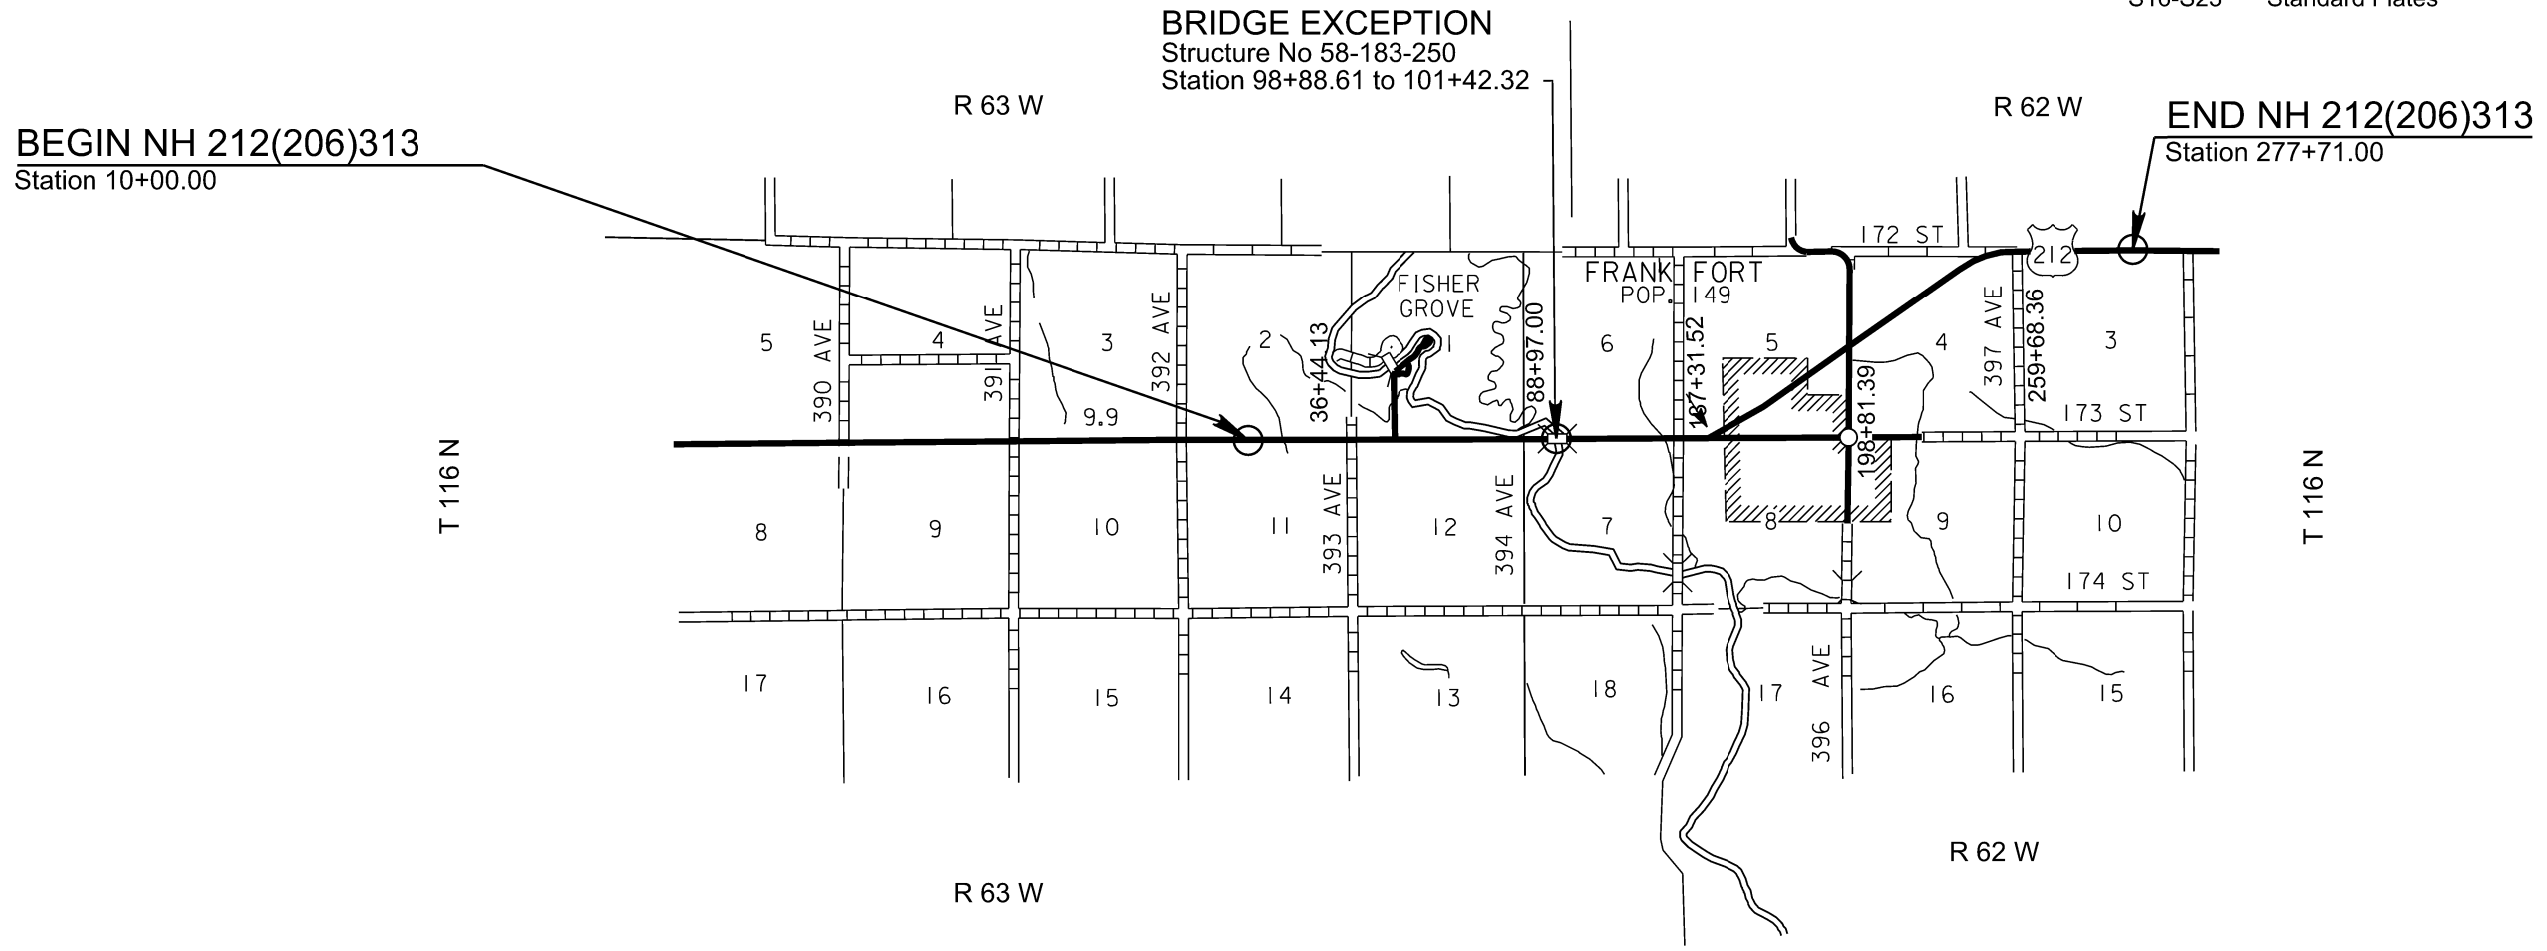 S16-S23 Standard Plates
BRIDGE EXCEPTION
Structure No 58-183-250
Station 98+88.61 to 101+42.32
R 63 W
R 62 W
BEGIN NH 212(206)313
Station 10+00.00
END NH 212(206)313
Station 277+71.00
172 ST
212
FISHER
GROVE
FRANK FORT
POP. 149
5
390 AVE
4
391 AVE
3
392 AVE
2
36+44.13
1
88+97.00
6
187+31.52
5
198+81.39
4
397 AVE
259+68.36
3
9.9
173 ST
T 116 N
T 116 N
8
9
10
11
393 AVE
12
394 AVE
7
8
9
10
174 ST
17
16
15
14
13
18
17
396 AVE
16
15
R 63 W
R 62 W